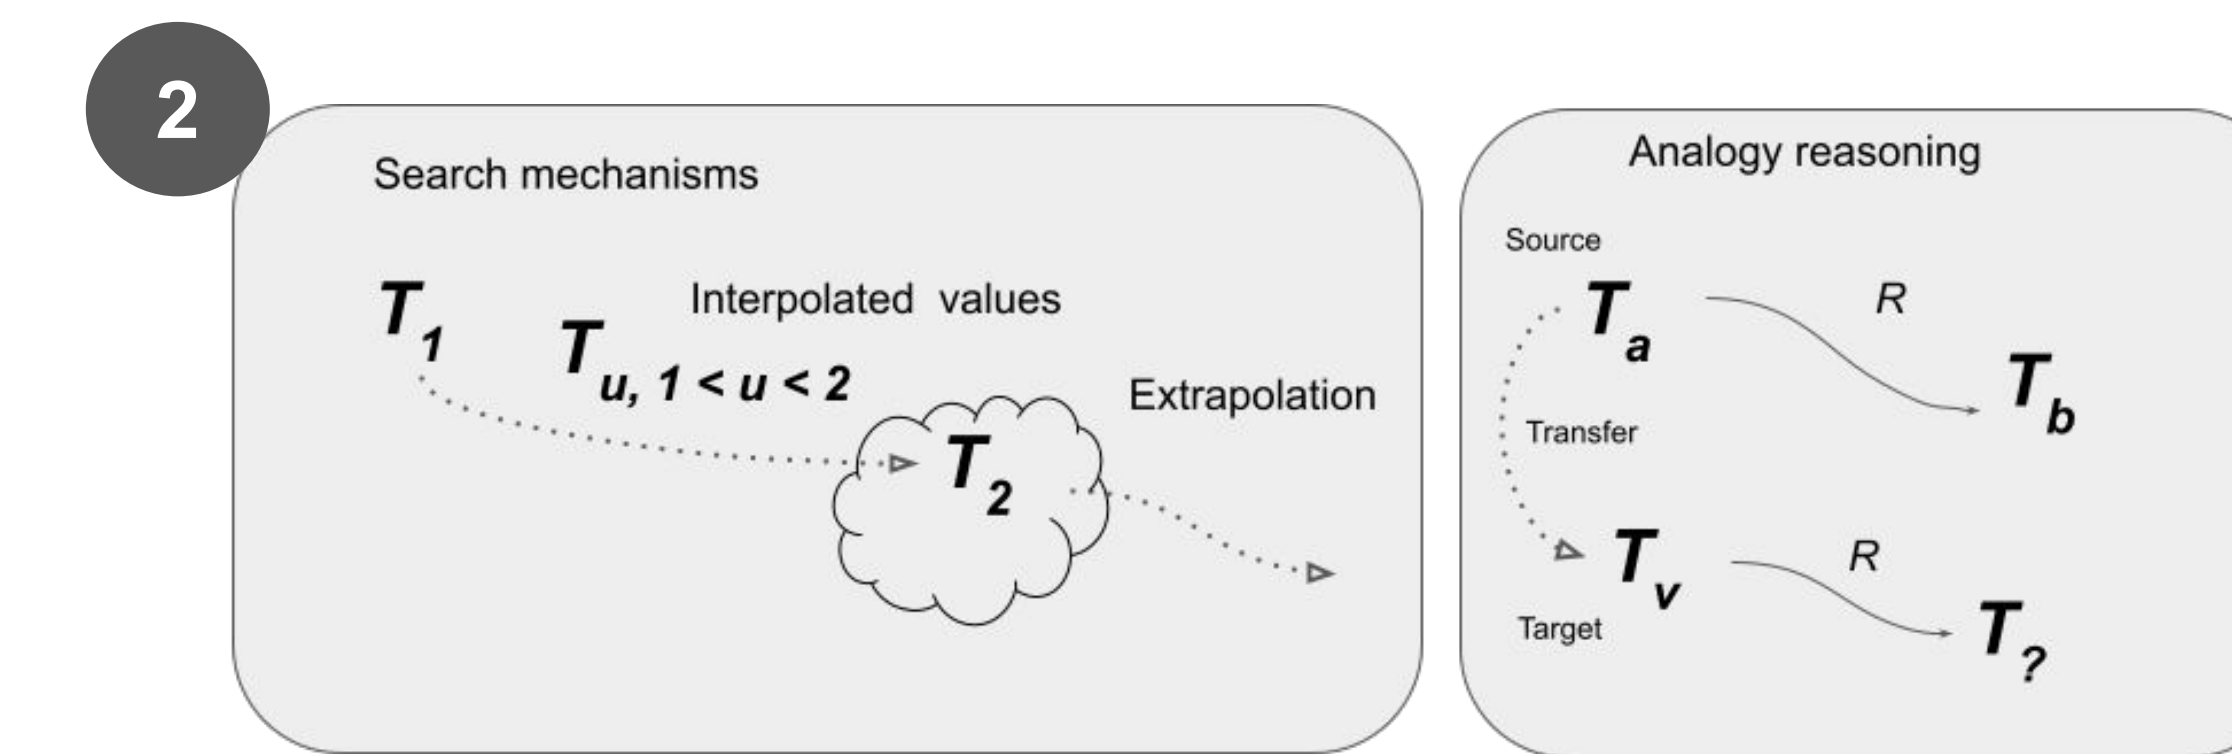 2
Search mechanisms
T1
Interpolated values
Tu, 1 < u < 2
Extrapolation
T2
Analogy reasoning
Source
Ta
R
Tb
Transfer
Tv
R
Target
T?